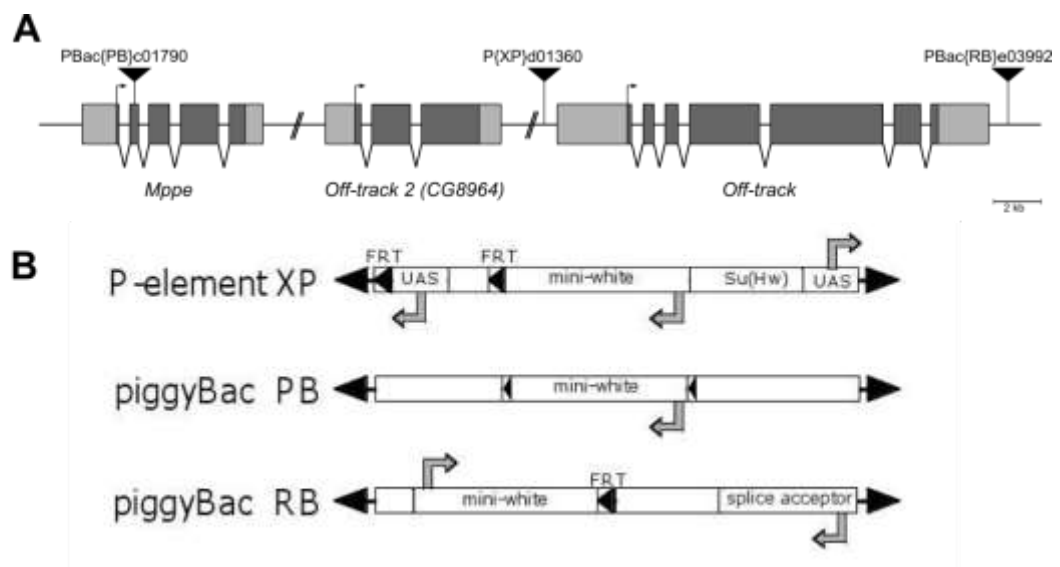 A
PBac{PB}c01790
P{XP}d01360
PBac{RB}e03992
Mppe
Off-track 2 (CG8964)
Off-track
2 kb
B
P-element XP
FRT
UAS
FRT
mini-white
Su(Hw)
UAS
piggyBac PB
mini-white
piggyBac RB
mini-white
FRT
splice acceptor